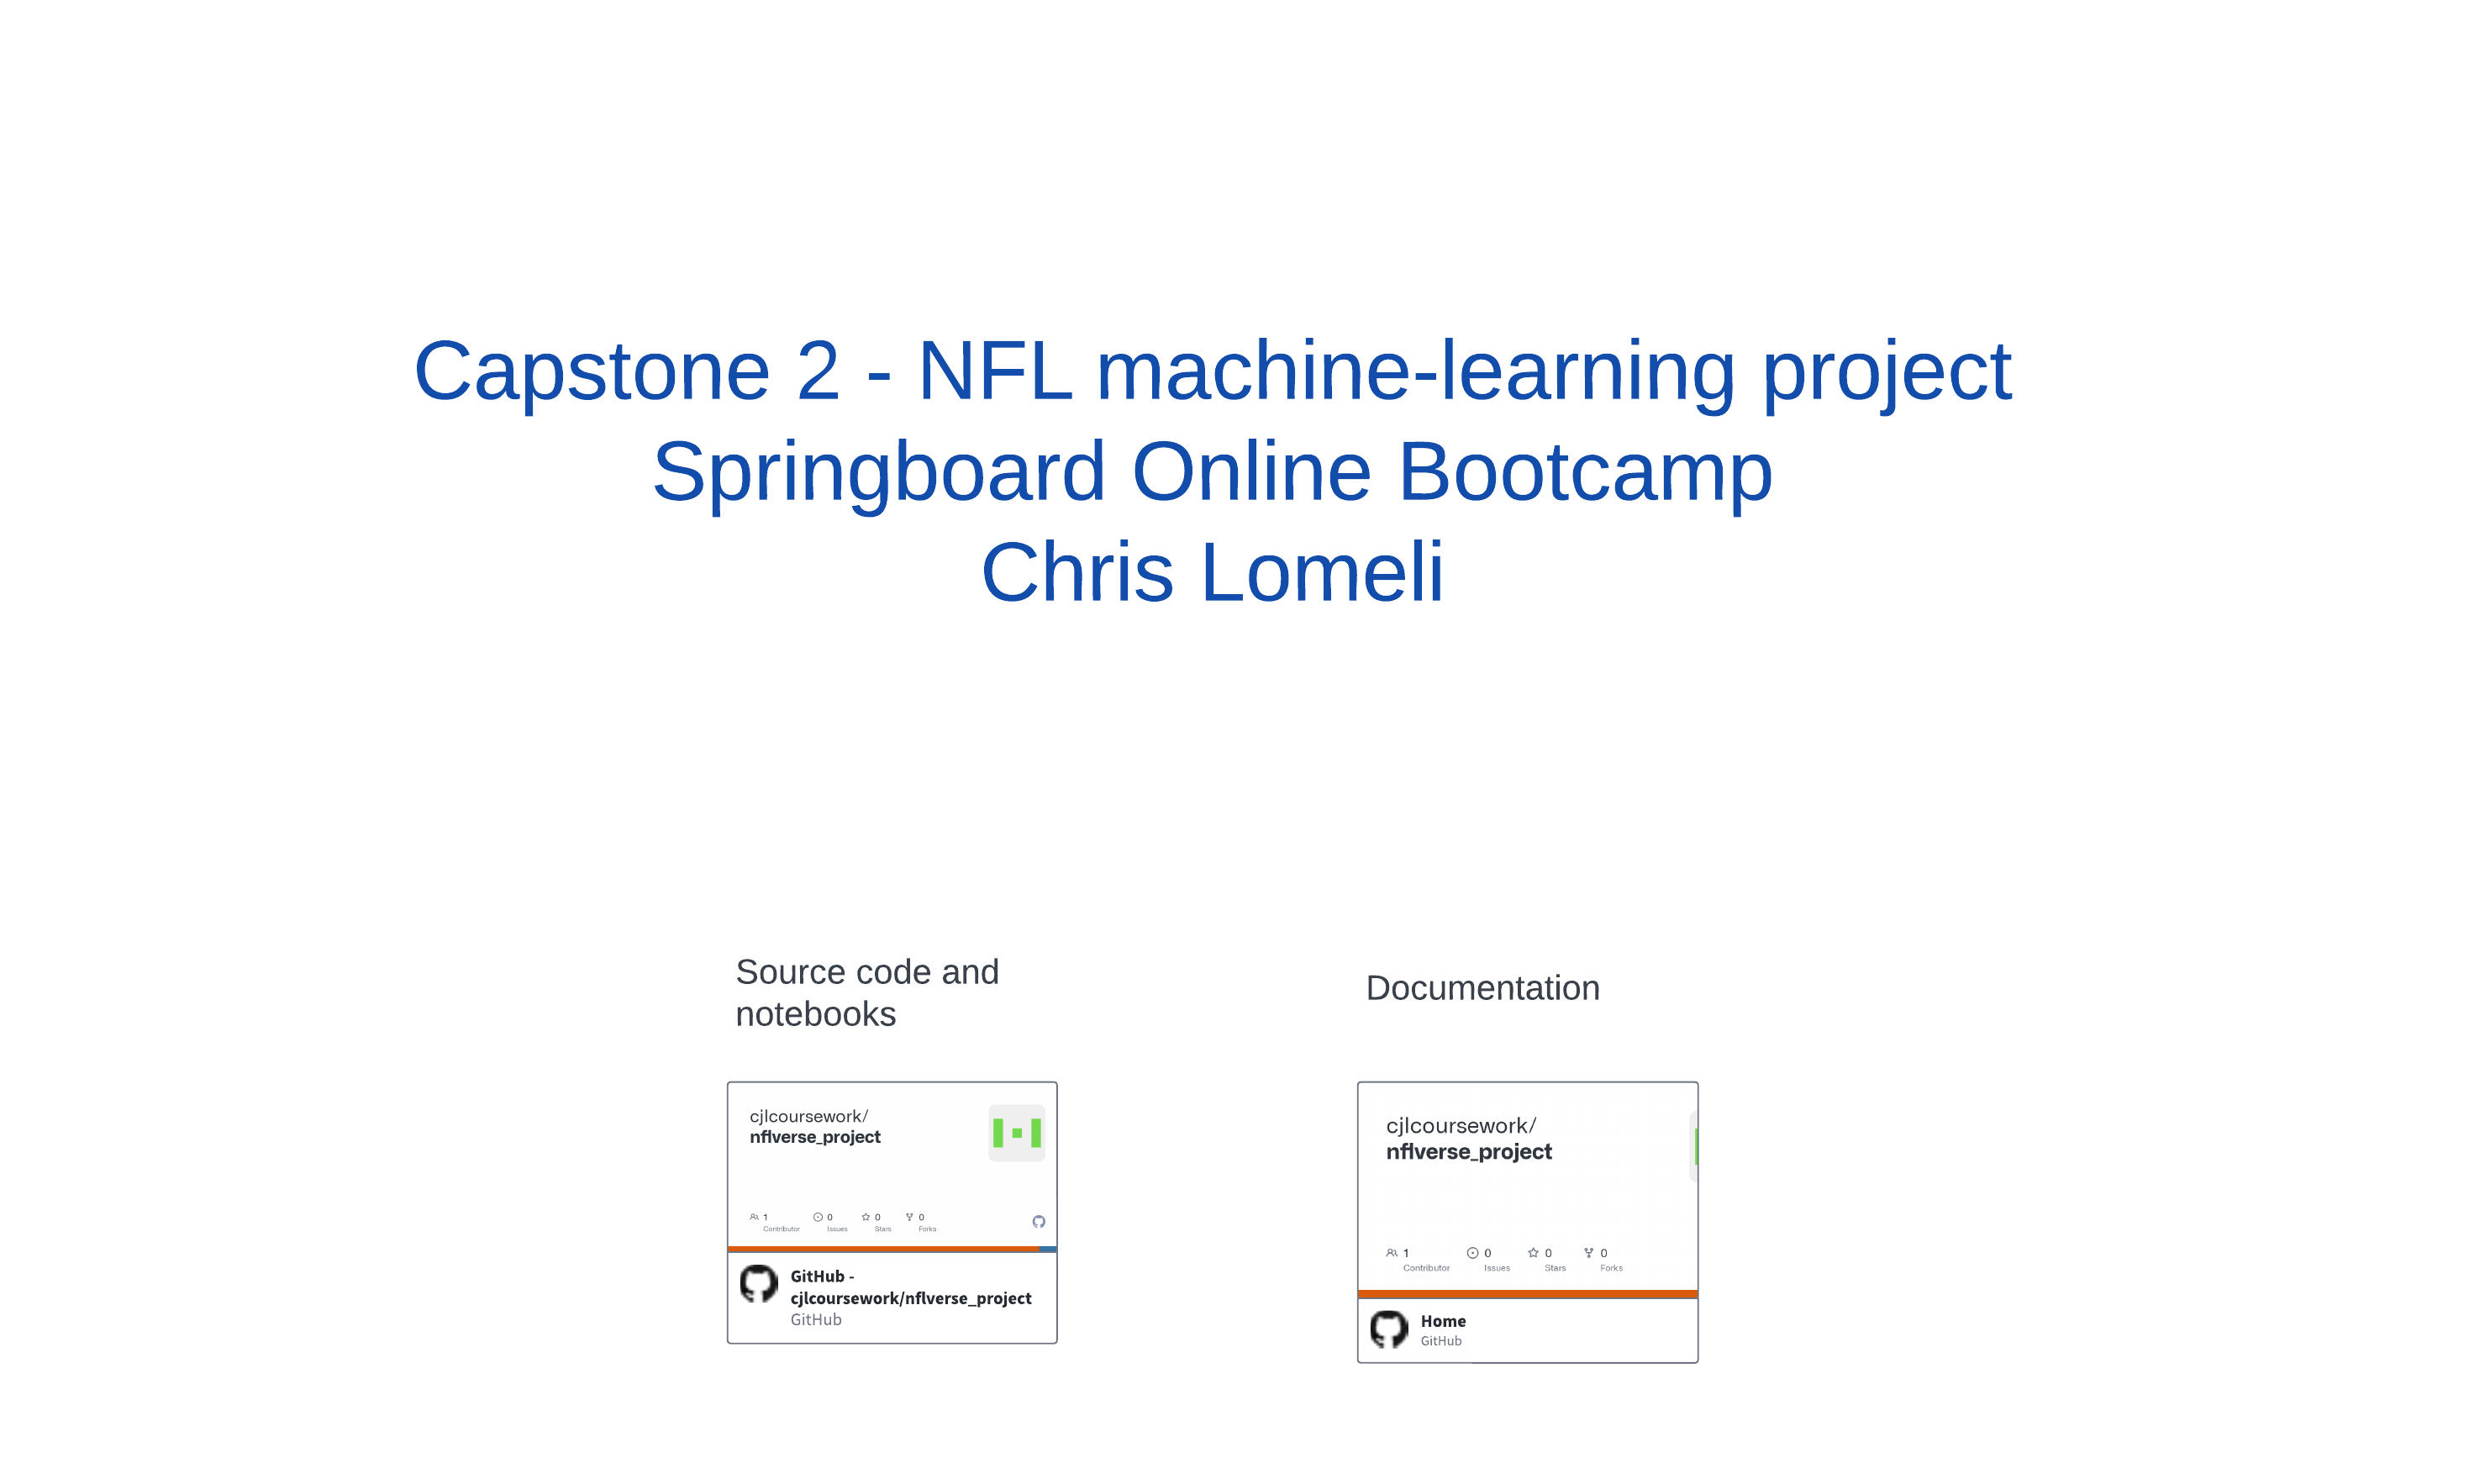 Capstone 2 - NFL machine-learning project
Springboard Online Bootcamp
Chris Lomeli
Source code and
notebooks
cjlcoursework/
nflverse_project
1 0 0 0
Contributor Issues Stars Forks
GitHub -
cjlcoursework/nflverse_project
GitHub
Documentation
cjlcoursework/
nflverse_project
1 0 0 0
Contributor Issues Stars Forks
Home
GitHub